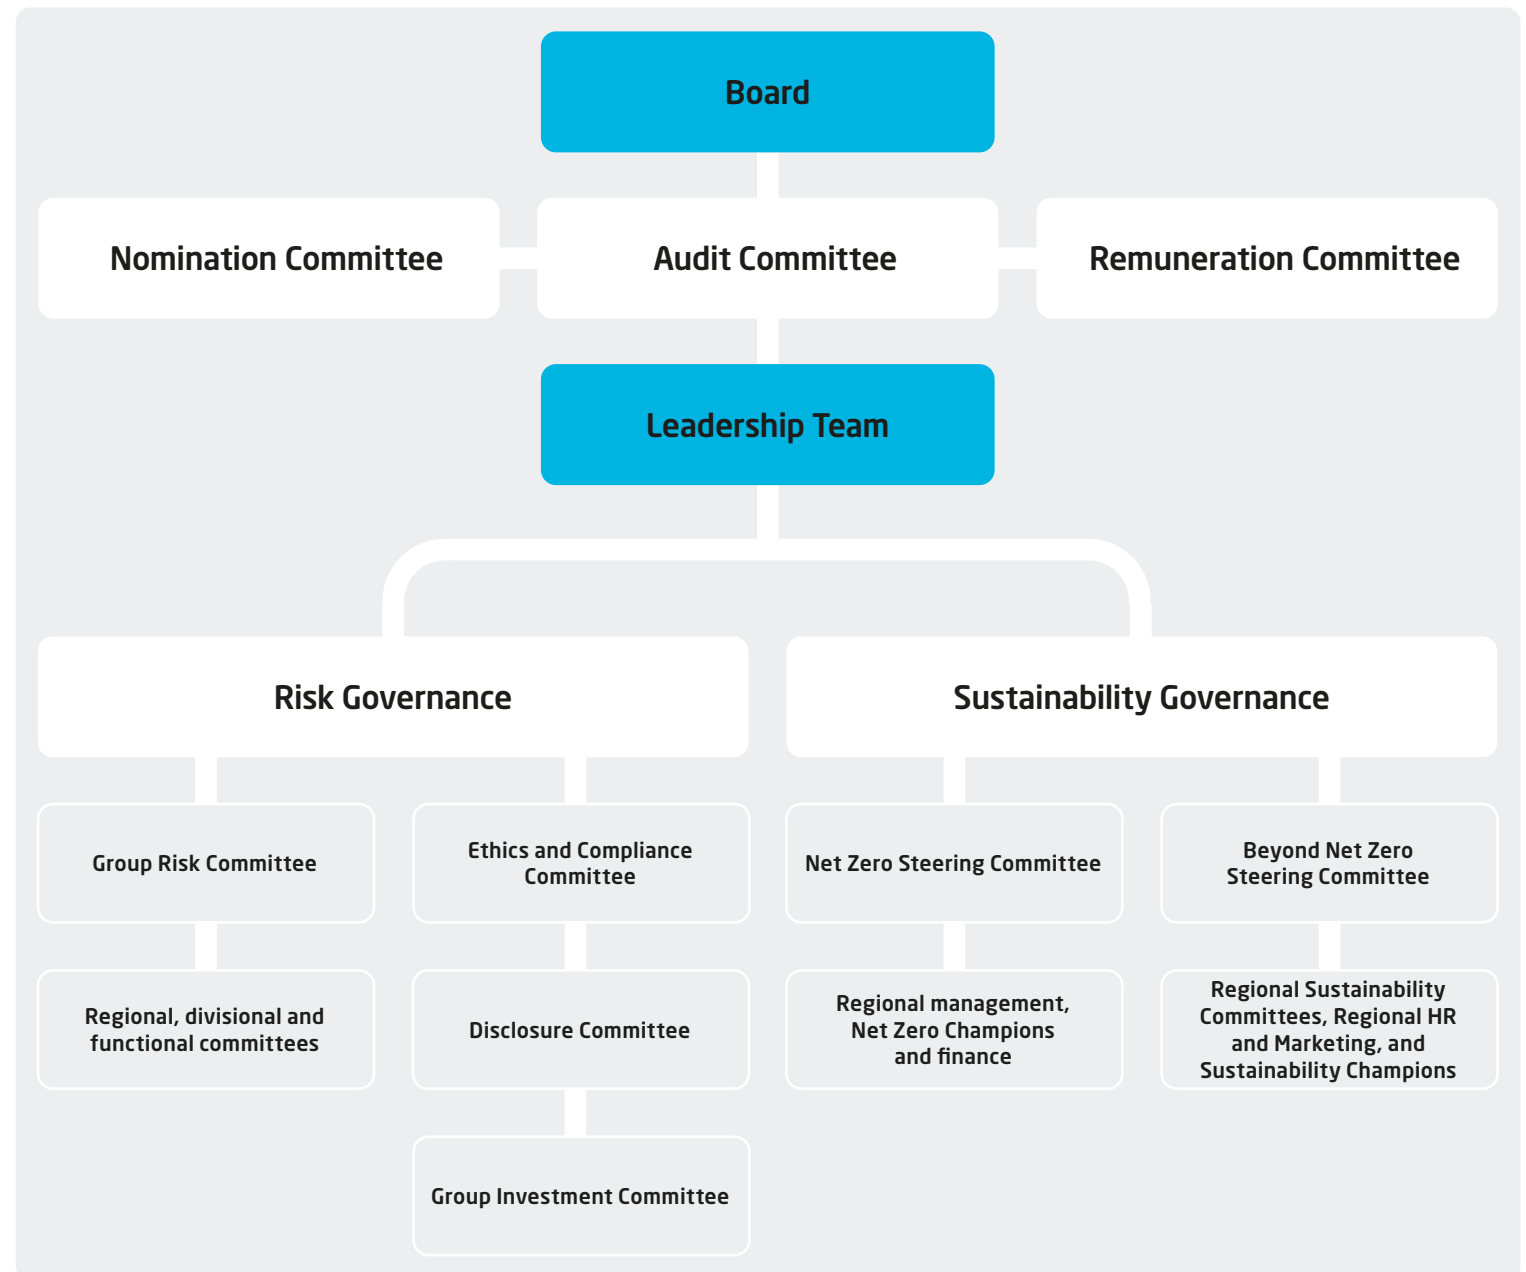 Board
Nomination Committee
Audit Committee
Remuneration Committee
Leadership Team
Risk Governance
Sustainability Governance
Group Risk Committee
Ethics and Compliance
Committee
Net Zero Steering Committee
Beyond Net Zero
Steering Committee
Regional, divisional and
functional committees
Disclosure Committee
Regional management,
Net Zero Champions
and finance
Regional Sustainability
Committees, Regional HR
and Marketing, and
Sustainability Champions
Group Investment Committee